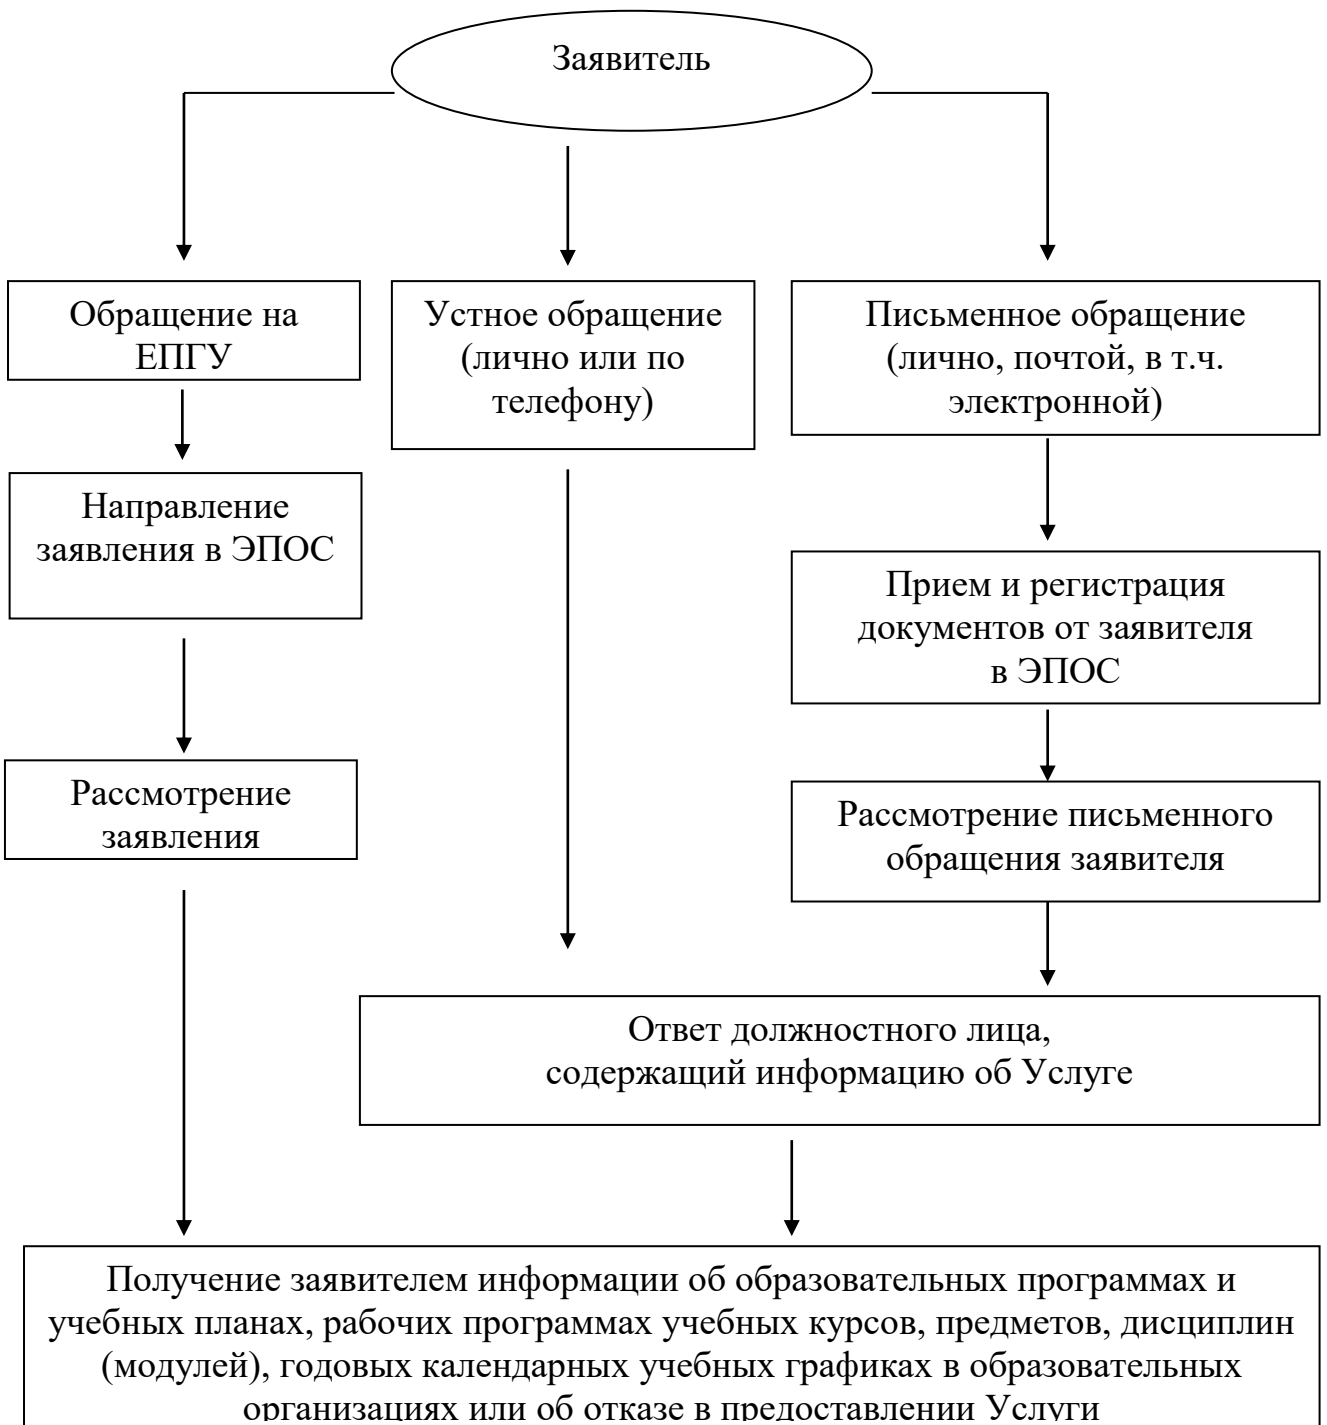 Заявитель
Обращение на
ЕПГУ
Устное обращение
(лично или по
телефону)
Письменное обращение
(лично, почтой, в т.ч.
электронной)
Направление
заявления в ЭПОС
Прием и регистрация
документов от заявителя
в ЭПОС
Рассмотрение
заявления
Рассмотрение письменного
обращения заявителя
Ответ должностного лица,
содержащий информацию об Услуге
Получение заявителем информации об образовательных программах и
учебных планах, рабочих программах учебных курсов, предметов, дисциплин
(модулей), годовых календарных учебных графиках в образовательных
организациях или об отказе в предоставлении Услуги